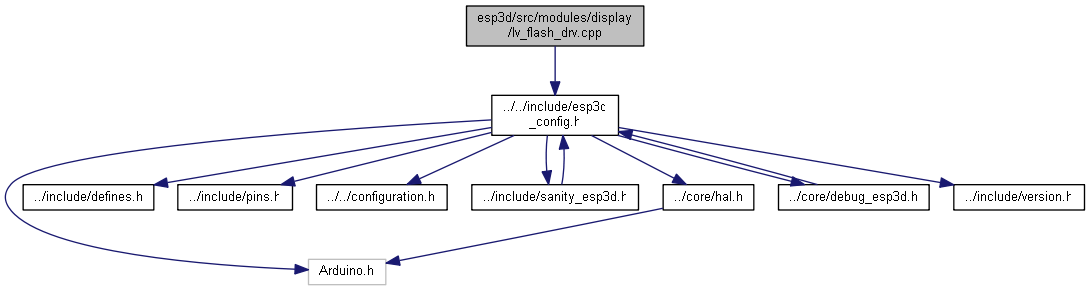 esp3d/src/modules/display
/lv_flash_drv.cpp
../../include/esp3d
_config.h
../include/defines.h
../include/pins.h
../../configuration.h
../include/sanity_esp3d.h
../core/hal.h
../core/debug_esp3d.h
../include/version.h
Arduino.h